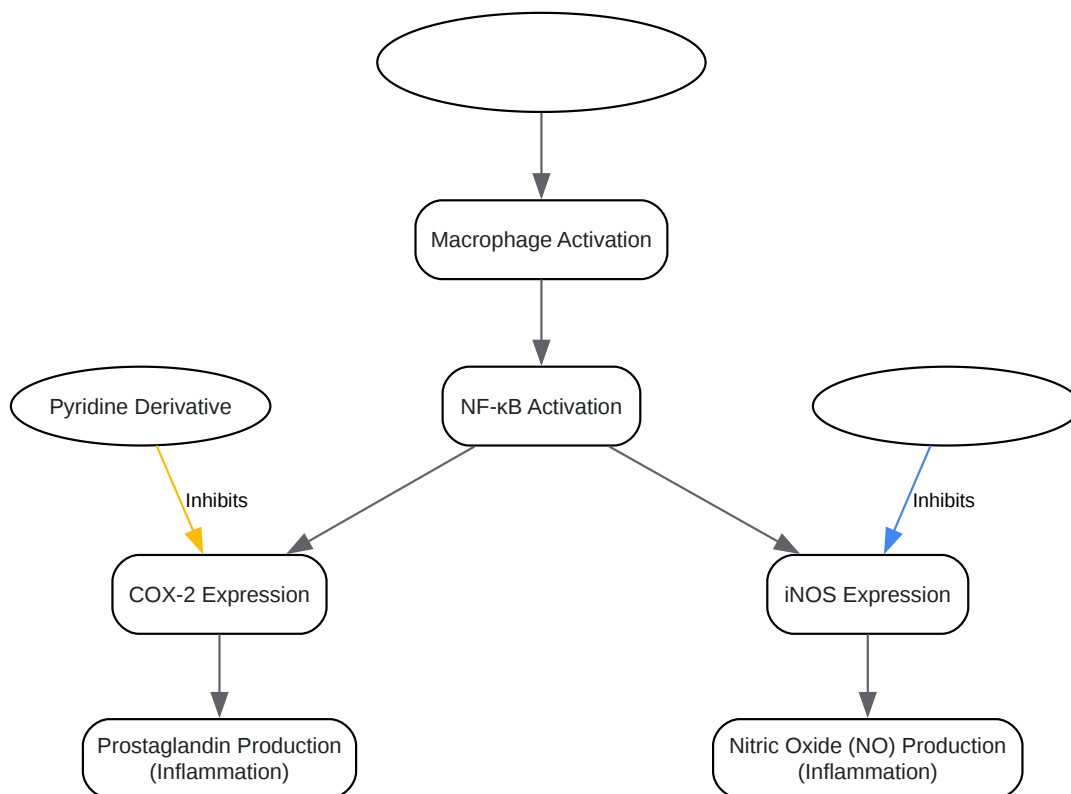 Macrophage Activation
NF-κB Activation
Pyridine Derivative
Inhibits
Inhibits
COX-2 Expression
iNOS Expression
Prostaglandin Production
(Inflammation)
Nitric Oxide (NO) Production
(Inflammation)